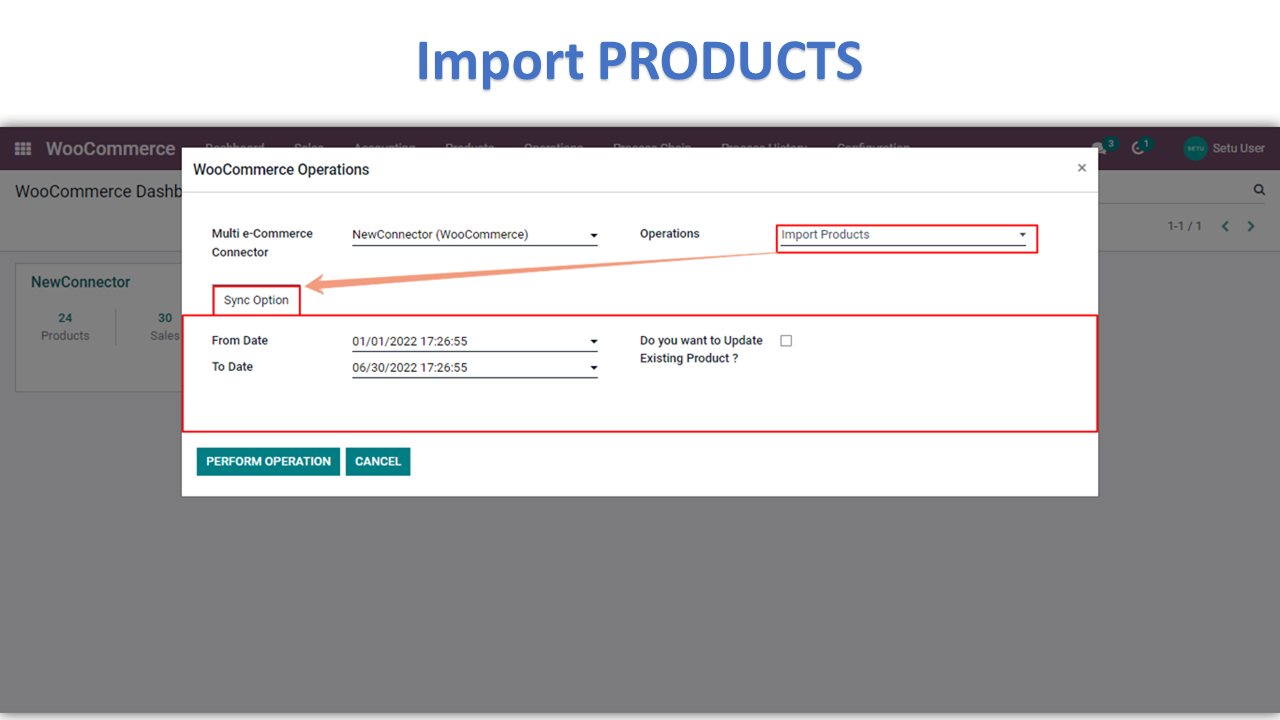 Import PRODUCTS
WooCommerce Dashboard Sales Accounting Products Operations Process Chain Process History Configuration 3 1 SETU Setu User
WooCommerce Operations ×
WooCommerce Dashb
Multi e-Commerce Connector NewConnector (WooCommerce) Operations Import Products
1-1 / 1
NewConnector
Sync Option
24 30
Products Sales
From Date 01/01/2022 17:26:55 Do you want to Update Existing Product ?
To Date 06/30/2022 17:26:55
PERFORM OPERATION CANCEL